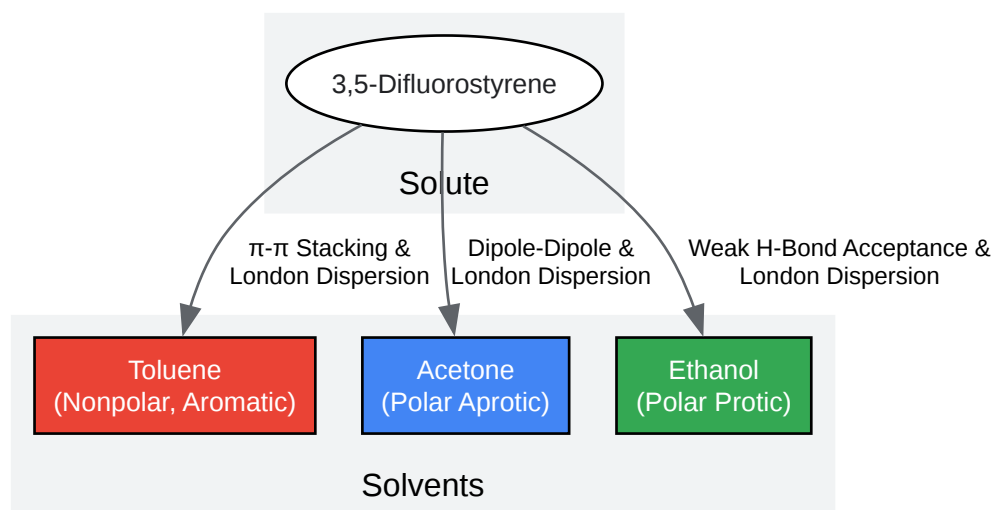 3,5-Difluorostyrene
Solute
π-π Stacking &
London Dispersion
Dipole-Dipole &
London Dispersion
Weak H-Bond Acceptance &
London Dispersion
Toluene
(Nonpolar, Aromatic)
Acetone
(Polar Aprotic)
Ethanol
(Polar Protic)
Solvents